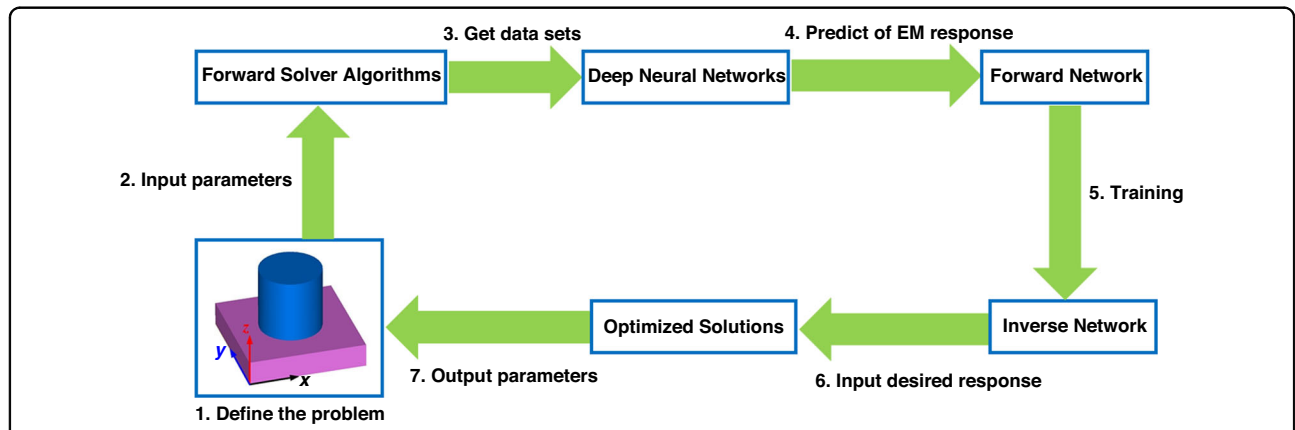 3. Get data sets
4. Predict of EM response
Forward Solver Algorithms
Deep Neural Networks
Forward Network
2. Input parameters
5. Training
z
y
x
Optimized Solutions
Inverse Network
7. Output parameters
6. Input desired response
1. Define the problem